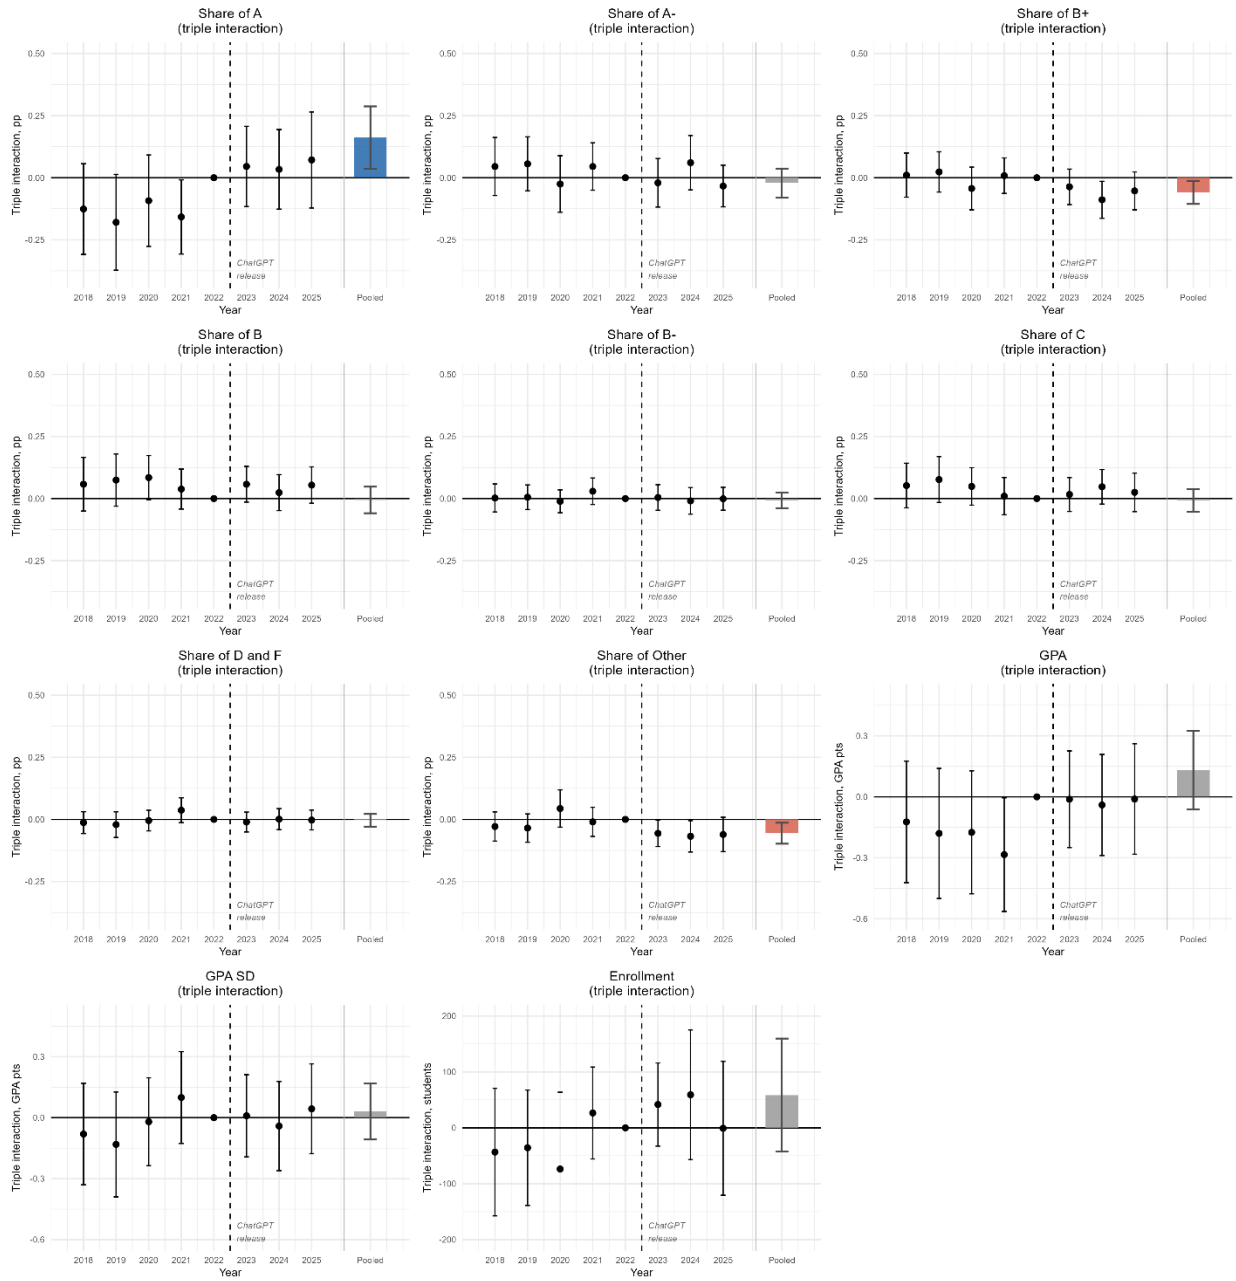 Share of A
(triple interaction)
Triple interaction, pp
0.50
0.25
0.00
-0.25
ChatGPT
release
2018 2019 2020 2021 2022 2023 2024 2025 Pooled
Year
Share of A-
(triple interaction)
Triple interaction, pp
0.50
0.25
0.00
-0.25
ChatGPT
release
2018 2019 2020 2021 2022 2023 2024 2025 Pooled
Year
Share of B+
(triple interaction)
Triple interaction, pp
0.50
0.25
0.00
-0.25
ChatGPT
release
2018 2019 2020 2021 2022 2023 2024 2025 Pooled
Year
Share of B
(triple interaction)
Triple interaction, pp
0.50
0.25
0.00
-0.25
ChatGPT
release
2018 2019 2020 2021 2022 2023 2024 2025 Pooled
Year
Share of B-
(triple interaction)
Triple interaction, pp
0.50
0.25
0.00
-0.25
ChatGPT
release
2018 2019 2020 2021 2022 2023 2024 2025 Pooled
Year
Share of C
(triple interaction)
Triple interaction, pp
0.50
0.25
0.00
-0.25
ChatGPT
release
2018 2019 2020 2021 2022 2023 2024 2025 Pooled
Year
Share of D and F
(triple interaction)
Triple interaction, pp
0.50
0.25
0.00
-0.25
ChatGPT
release
2018 2019 2020 2021 2022 2023 2024 2025 Pooled
Year
Share of Other
(triple interaction)
Triple interaction, pp
0.50
0.25
0.00
-0.25
ChatGPT
release
2018 2019 2020 2021 2022 2023 2024 2025 Pooled
Year
GPA
(triple interaction)
Triple interaction, GPA pts
0.3
0.0
-0.3
-0.6
ChatGPT
release
2018 2019 2020 2021 2022 2023 2024 2025 Pooled
Year
GPA SD
(triple interaction)
Triple interaction, GPA pts
0.3
0.0
-0.3
-0.6
ChatGPT
release
2018 2019 2020 2021 2022 2023 2024 2025 Pooled
Year
Enrollment
(triple interaction)
Triple interaction, students
200
100
0
-100
-200
ChatGPT
release
2018 2019 2020 2021 2022 2023 2024 2025 Pooled
Year